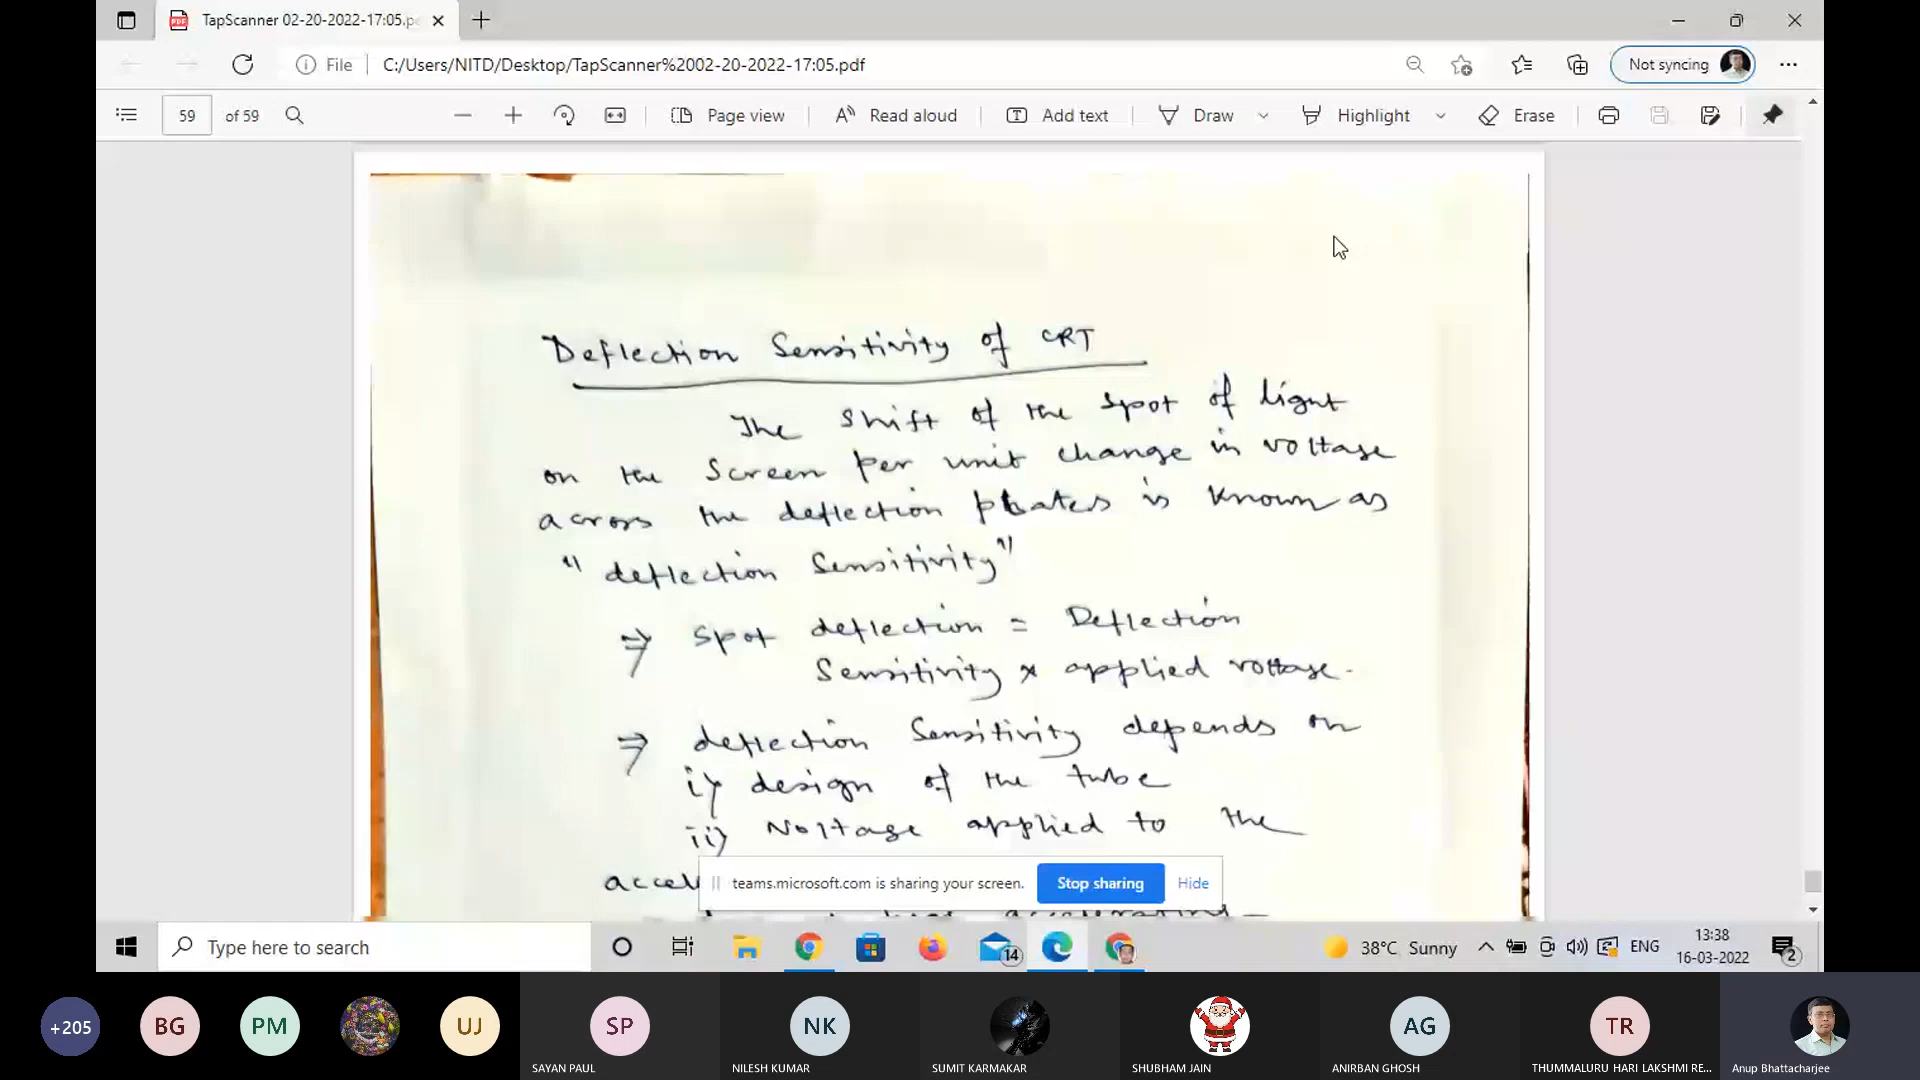 TapScanner 02-20-2022-17:05.p
File C:/Users/NITD/Desktop/TapScanner%2002-20-2022-17:05.pdf Not syncing
59 of 59 Page view Read aloud Add text Draw Highlight Erase
Deflection Sensitivity of CRT
The shift of the spot of light
on the screen per unit change in voltage
across the deflection plates is known as
"deflection Sensitivity"
⇒ spot deflection = Deflection
Sensitivity × applied voltage.
⇒ deflection Sensitivity depends on
i) design of the tube
ii) Voltage applied to the
accel
teams.microsoft.com is sharing your screen. Stop sharing Hide
accelerating-
Type here to search 14 38°C Sunny ENG 13:38
16-03-2022 2
+205 BG PM UJ SP NK AG TR
SAYAN PAUL NILESH KUMAR SUMIT KARMAKAR SHUBHAM JAIN ANIRBAN GHOSH THUMMALURU HARI LAKSHMI RE... Anup Bhattacharjee